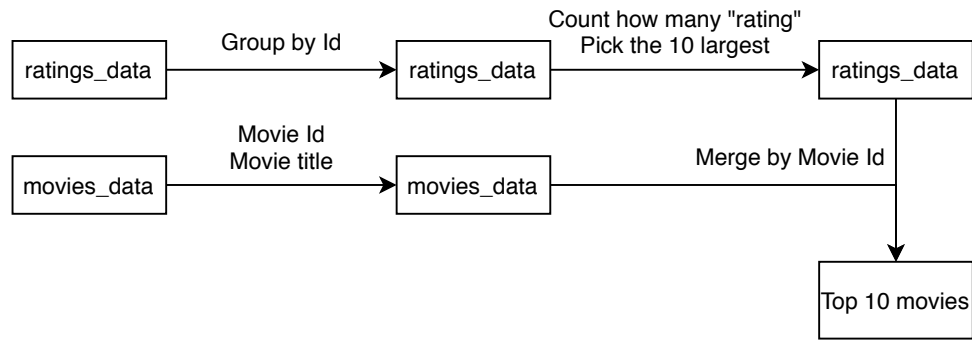 ratings_data
Group by Id
ratings_data
Count how many "rating"
Pick the 10 largest
ratings_data
movies_data
Movie Id
Movie title
movies_data
Merge by Movie Id
Top 10 movies